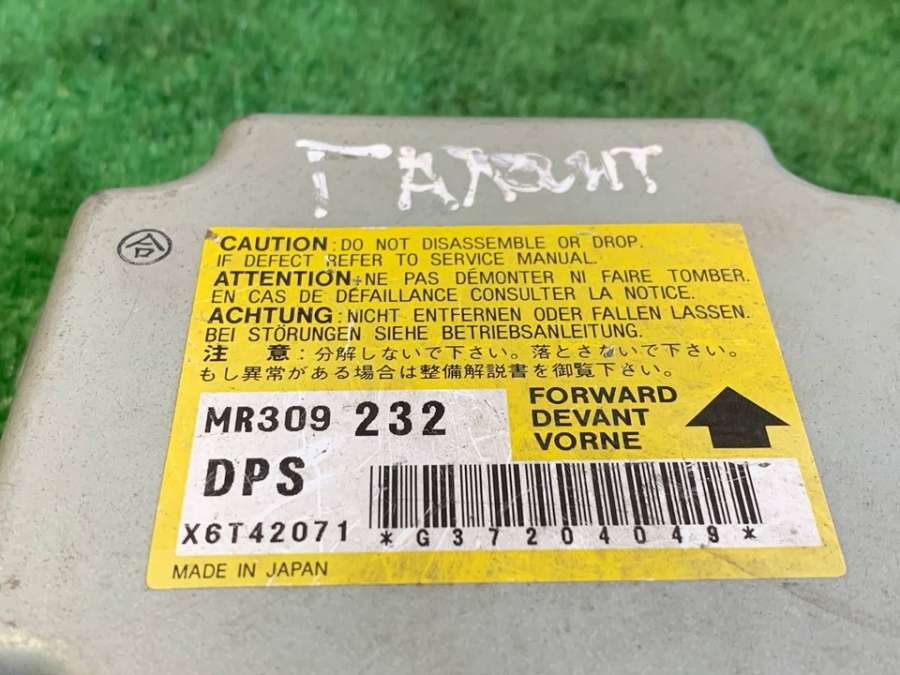 合
CAUTION : DO NOT DISASSEMBLE OR DROP.
IF DEFECT REFER TO SERVICE MANUAL.
ATTENTION : NE PAS DÉMONTER NI FAIRE TOMBER.
EN CAS DE DÉFAILLANCE CONSULTER LA NOTICE.
ACHTUNG : NICHT ENTFERNEN ODER FALLEN LASSEN.
BEI STÖRUNGEN SIEHE BETRIEBSANLEITUNG.
注 意 : 分解しないで下さい。落とさないで下さい。
もし異常がある場合は整備解説書を御覧下さい。
MR309 232
FORWARD
DEVANT
VORNE
DPS
X6T42071
*G37204049*
MADE IN JAPAN